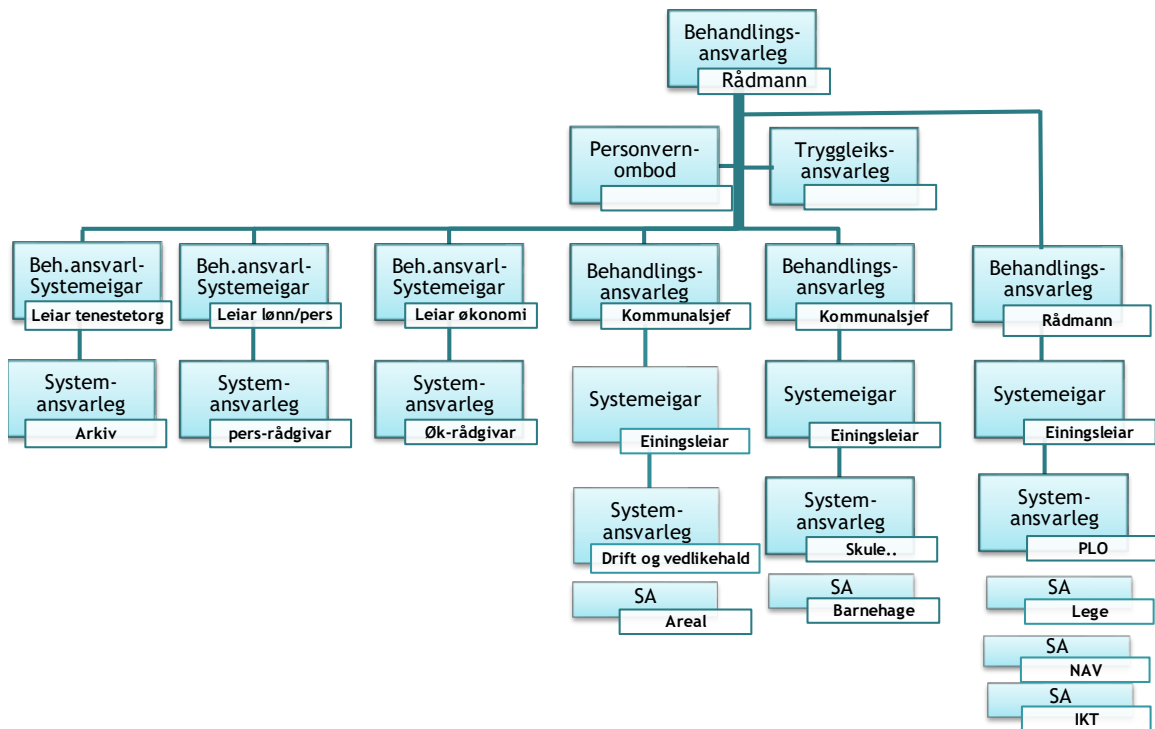 Behandlings-
ansvarleg
Rådmann
Personvern-
ombod
Tryggleiks-
ansvarleg
Beh.ansvarl-
Systemeigar
Leiar tenestetorg
Beh.ansvarl-
Systemeigar
Leiar lønn/pers
Beh.ansvarl-
Systemeigar
Leiar økonomi
Behandlings-
ansvarleg
Kommunalsjef
Behandlings-
ansvarleg
Kommunalsjef
Behandlings-
ansvarleg
Rådmann
System-
ansvarleg
Arkiv
System-
ansvarleg
pers-rådgivar
System-
ansvarleg
Øk-rådgivar
Systemeigar
Einingsleiar
Systemeigar
Einingsleiar
Systemeigar
Einingsleiar
System-
ansvarleg
Drift og vedlikehald
System-
ansvarleg
Skule..
System-
ansvarleg
PLO
SA
Areal
SA
Barnehage
SA
Lege
SA
NAV
SA
IKT